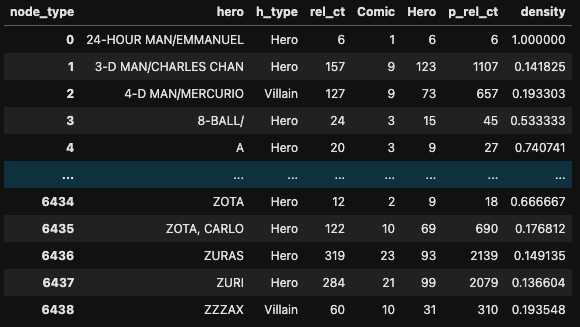 node_type hero h_type rel_ct Comic Hero p_rel_ct density
0 24-HOUR MAN/EMMANUEL Hero 6 1 6 6 1.000000
1 3-D MAN/CHARLES CHAN Hero 157 9 123 1107 0.141825
2 4-D MAN/MERCURIO Villain 127 9 73 657 0.193303
3 8-BALL/ Hero 24 3 15 45 0.533333
4 A Hero 20 3 9 27 0.740741
... ... ... ... ... ... ... ...
6434 ZOTA Hero 12 2 9 18 0.666667
6435 ZOTA, CARLO Hero 122 10 69 690 0.176812
6436 ZURAS Hero 319 23 93 2139 0.149135
6437 ZURI Hero 284 21 99 2079 0.136604
6438 ZZZAX Villain 60 10 31 310 0.193548